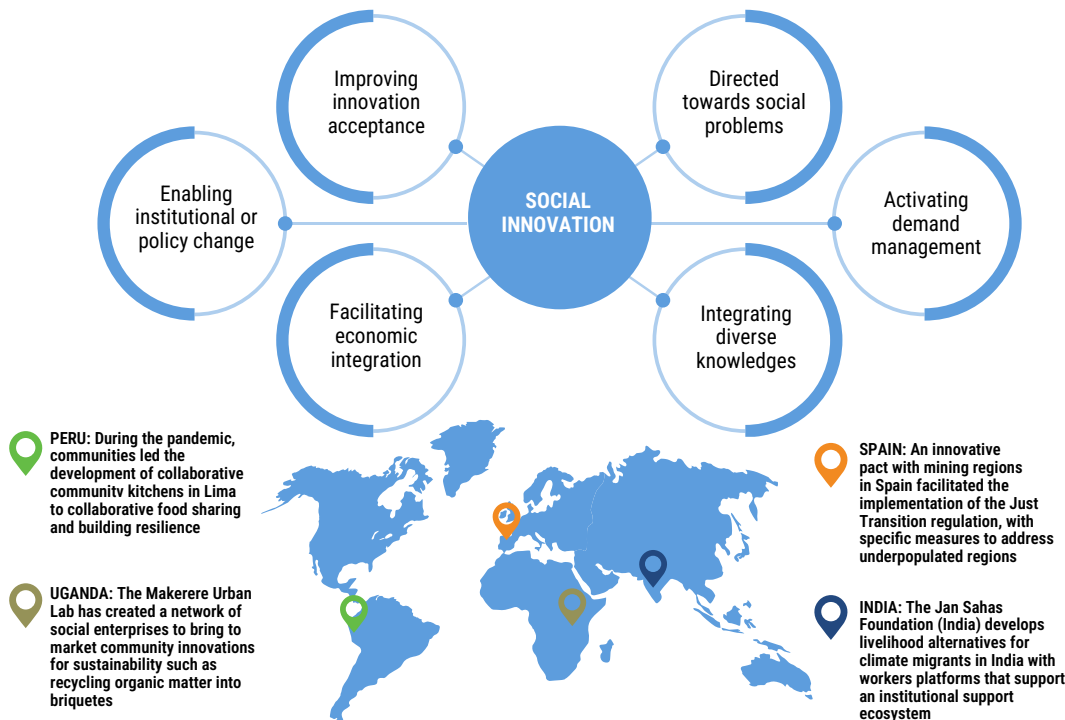 Improving
innovation
acceptance
Directed
towards social
problems
Enabling
institutional or
policy change
SOCIAL
INNOVATION
Activating
demand
management
Facilitating
economic
integration
Integrating
diverse
knowledges
PERU: During the pandemic,
communities led the
development of collaborative
community kitchens in Lima
to collaborative food sharing
and building resilience
SPAIN: An innovative
pact with mining regions
in Spain facilitated the
implementation of the Just
Transition regulation, with
specific measures to address
underpopulated regions
UGANDA: The Makerere Urban
Lab has created a network of
social enterprises to bring to
market community innovations
for sustainability such as
recycling organic matter into
briquetes
INDIA: The Jan Sahas
Foundation (India) develops
livelihood alternatives for
climate migrants in India with
workers platforms that support
an institutional support
ecosystem